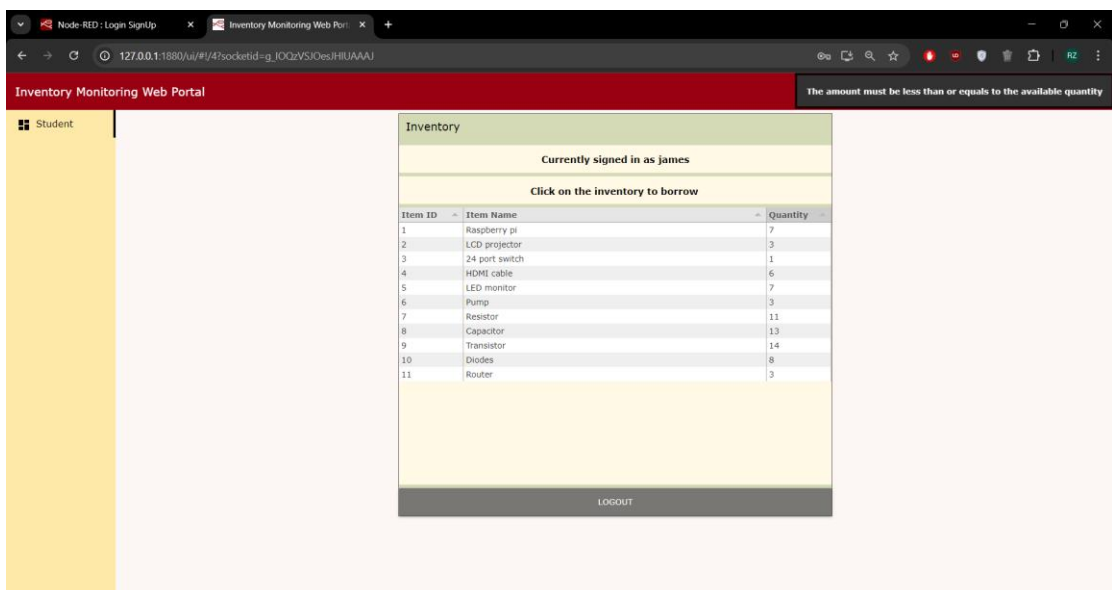 Node-RED : Login SignUp
Inventory Monitoring Web Port
127.0.0.1:1880/ui/#!/4?socketid=g_IOQzVSJOesJHIUAAAJ
RZ
Inventory Monitoring Web Portal
The amount must be less than or equals to the available quantity
Student
Inventory
Currently signed in as james
Click on the inventory to borrow
Item ID Item Name Quantity
1 Raspberry pi 7
2 LCD projector 3
3 24 port switch 1
4 HDMI cable 6
5 LED monitor 7
6 Pump 3
7 Resistor 11
8 Capacitor 13
9 Transistor 14
10 Diodes 8
11 Router 3
LOGOUT